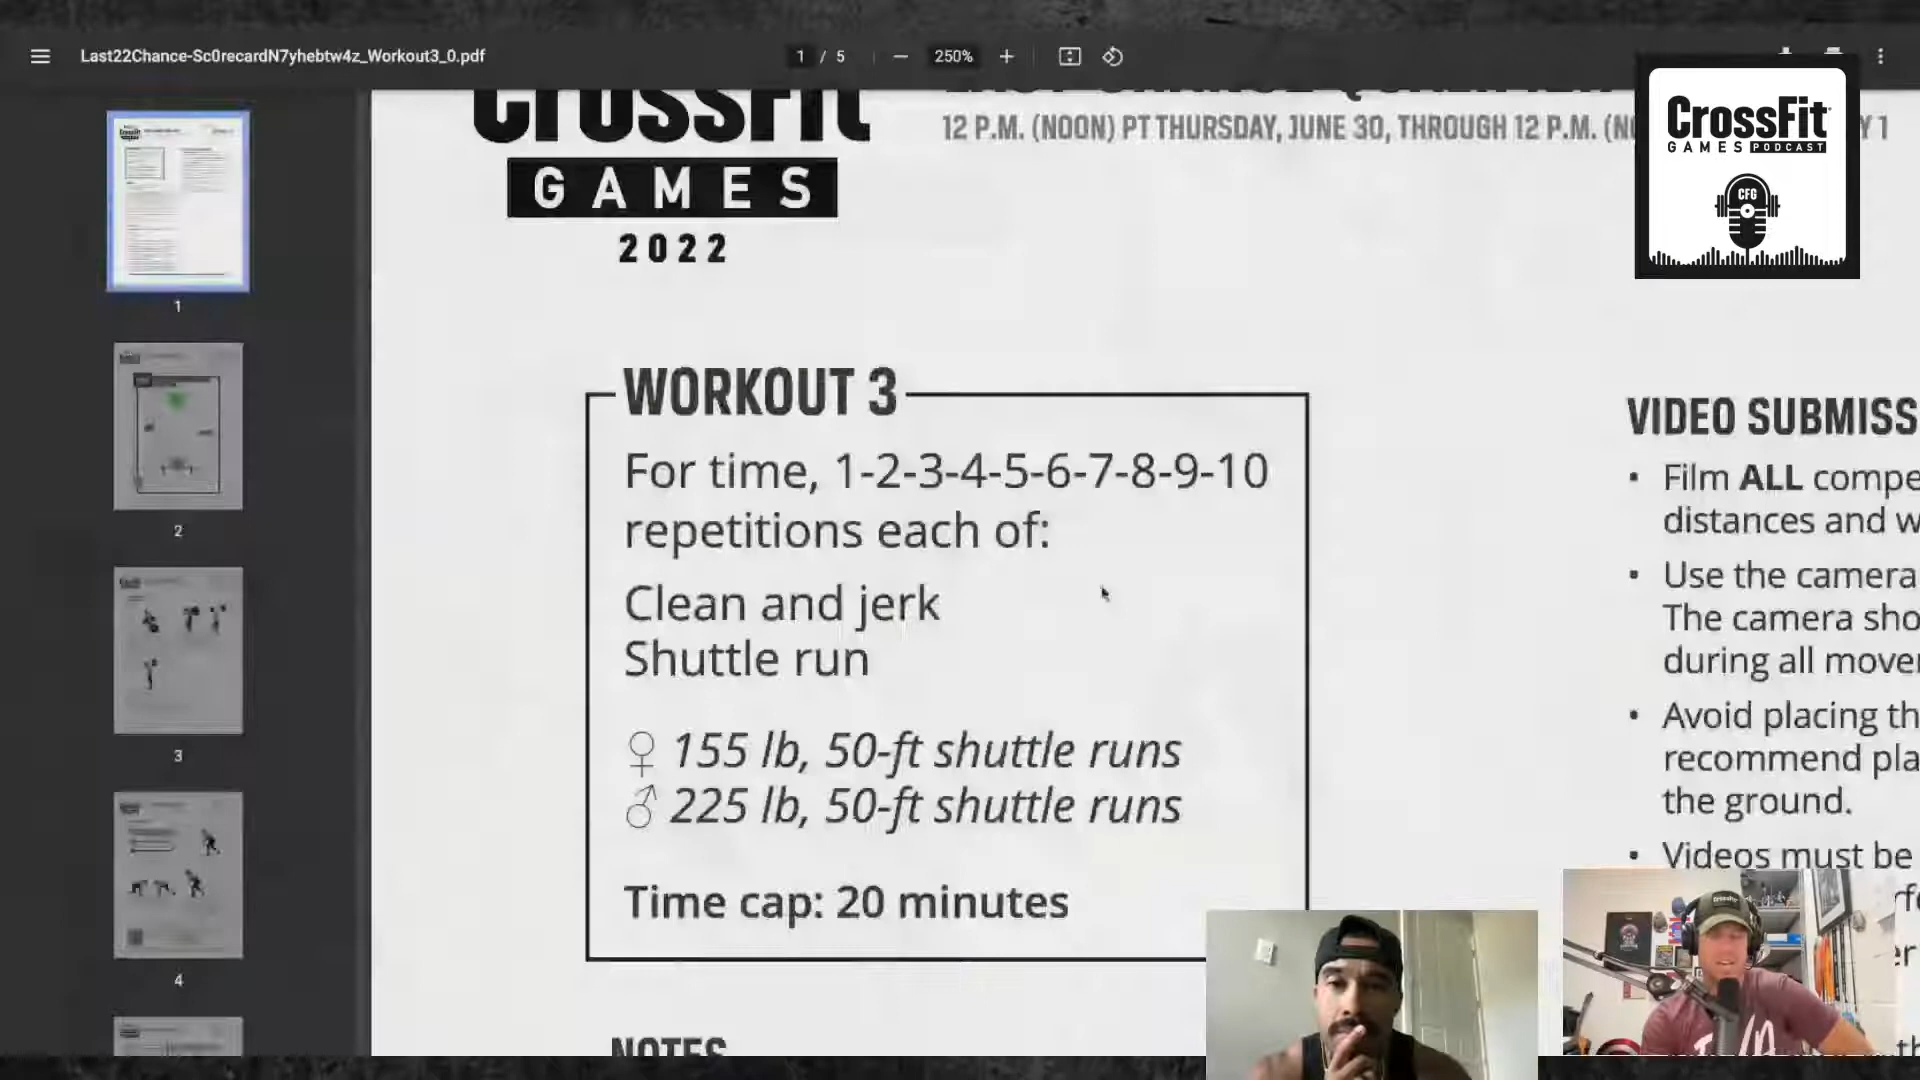 Last22Chance-Sc0recardN7yhebtw4z_Workout3_0.pdf
1 / 5
250%
CrossFit
GAMES
2022
12 P.M. (NOON) PT THURSDAY, JUNE 30, THROUGH 12 P.M.
Y 1
CrossFit
GAMES PODCAST
CFG
1
2
3
4
WORKOUT 3
For time, 1-2-3-4-5-6-7-8-9-10
repetitions each of:
Clean and jerk
Shuttle run
♀ 155 lb, 50-ft shuttle runs
♂ 225 lb, 50-ft shuttle runs
Time cap: 20 minutes
NOTES
VIDEO SUBMISS
• Film ALL compe
distances and w
• Use the camera
The camera sho
during all move
• Avoid placing th
recommend pla
the ground.
• Videos must be